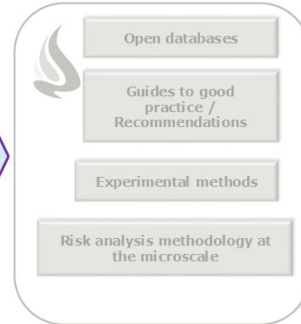 Open databases
Guides to good
practice /
Recommendations
Experimental methods
Risk analysis methodology at
the microscale